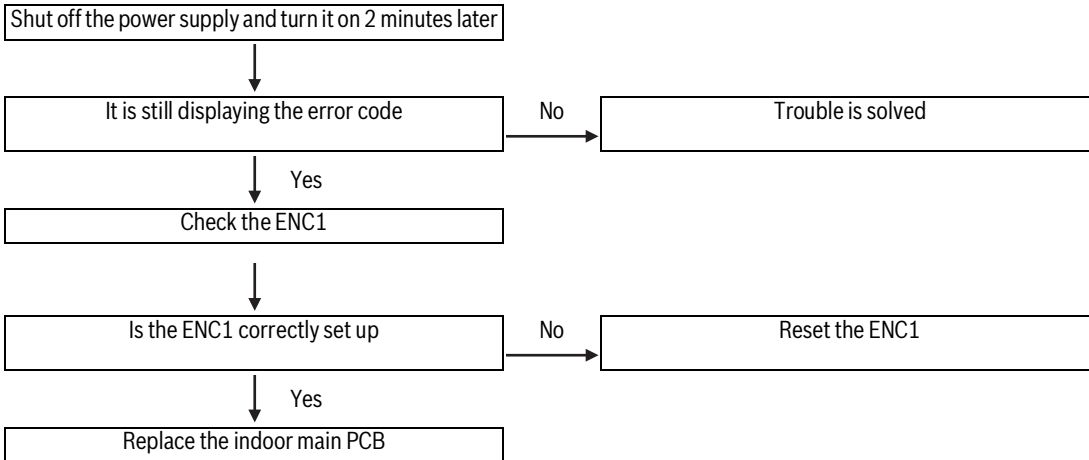 Shut off the power supply and turn it on 2 minutes later
It is still displaying the error code
No
Trouble is solved
Yes
Check the ENC1
Is the ENC1 correctly set up
No
Reset the ENC1
Yes
Replace the indoor main PCB